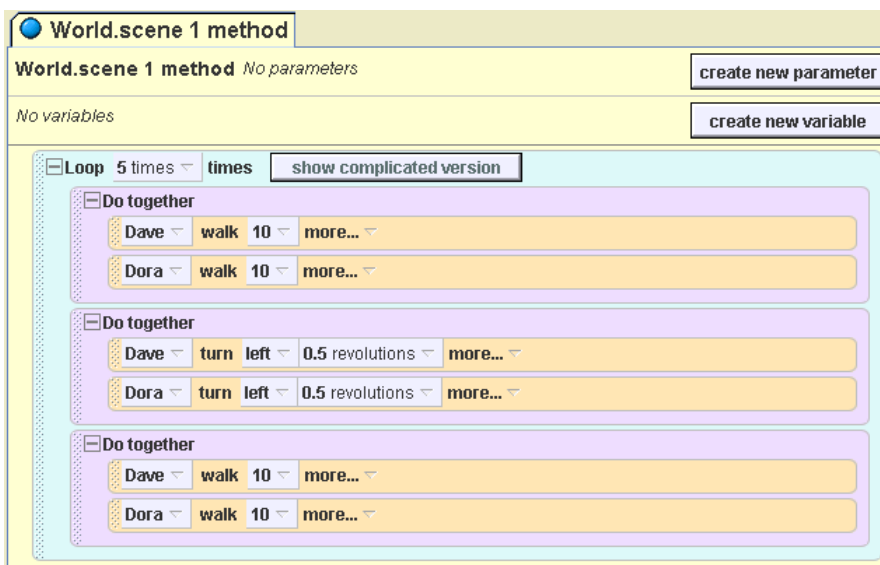 World.scene 1 method
World.scene 1 method No parameters create new parameter
No variables create new variable
Loop 5 times times show complicated version
Do together
Dave walk 10 more...
Dora walk 10 more...
Do together
Dave turn left 0.5 revolutions more...
Dora turn left 0.5 revolutions more...
Do together
Dave walk 10 more...
Dora walk 10 more...